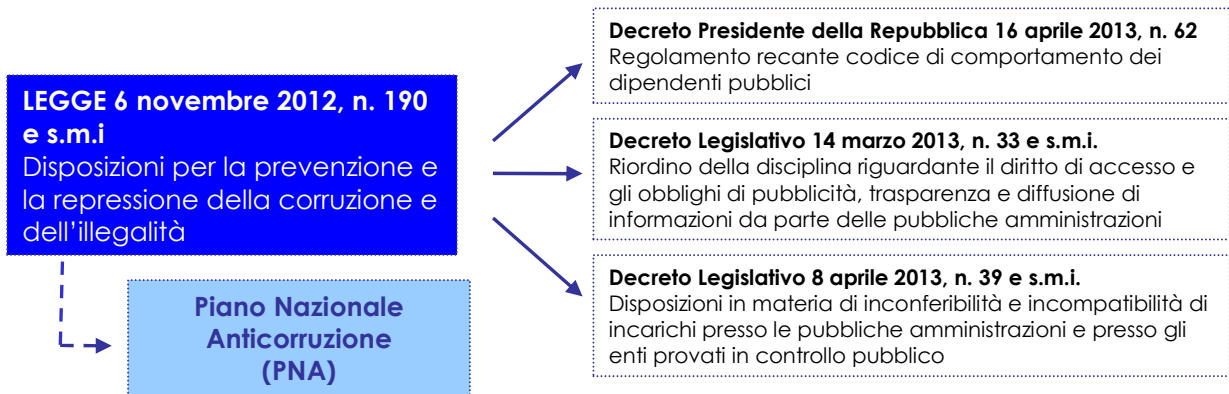 LEGGE 6 novembre 2012, n. 190
e s.m.i
Disposizioni per la prevenzione e
la repressione della corruzione e
dell'illegalità
Piano Nazionale
Anticorruzione
(PNA)
Decreto Presidente della Repubblica 16 aprile 2013, n. 62
Regolamento recante codice di comportamento dei
dipendenti pubblici
Decreto Legislativo 14 marzo 2013, n. 33 e s.m.i.
Riordino della disciplina riguardante il diritto di accesso e
gli obblighi di pubblicità, trasparenza e diffusione di
informazioni da parte delle pubbliche amministrazioni
Decreto Legislativo 8 aprile 2013, n. 39 e s.m.i.
Disposizioni in materia di inconferibilità e incompatibilità di
incarichi presso le pubbliche amministrazioni e presso gli
enti provati in controllo pubblico